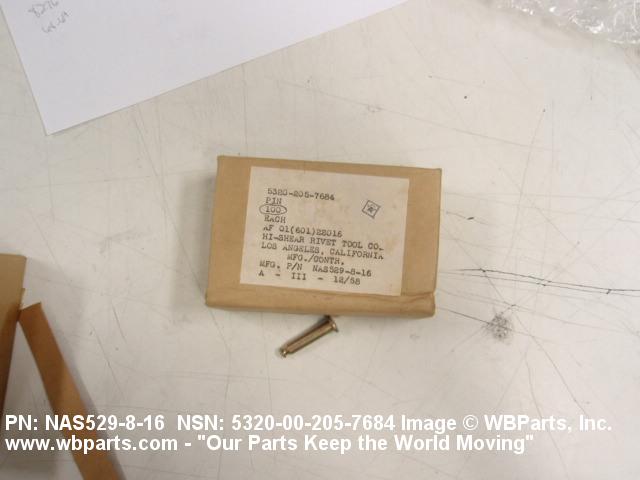 8276
5320-205-7684
PIN
100
EACH
AF 01(601)22016
HI-SHEAR RIVET TOOL CO.
LOS ANGELES, CALIFORNIA
MFG./CONTR.
MFG. P/N NAS529-8-16
A - III - 12/58
PN: NAS529-8-16 NSN: 5320-00-205-7684 Image © WBParts, Inc.
www.wbparts.com - "Our Parts Keep the World Moving"